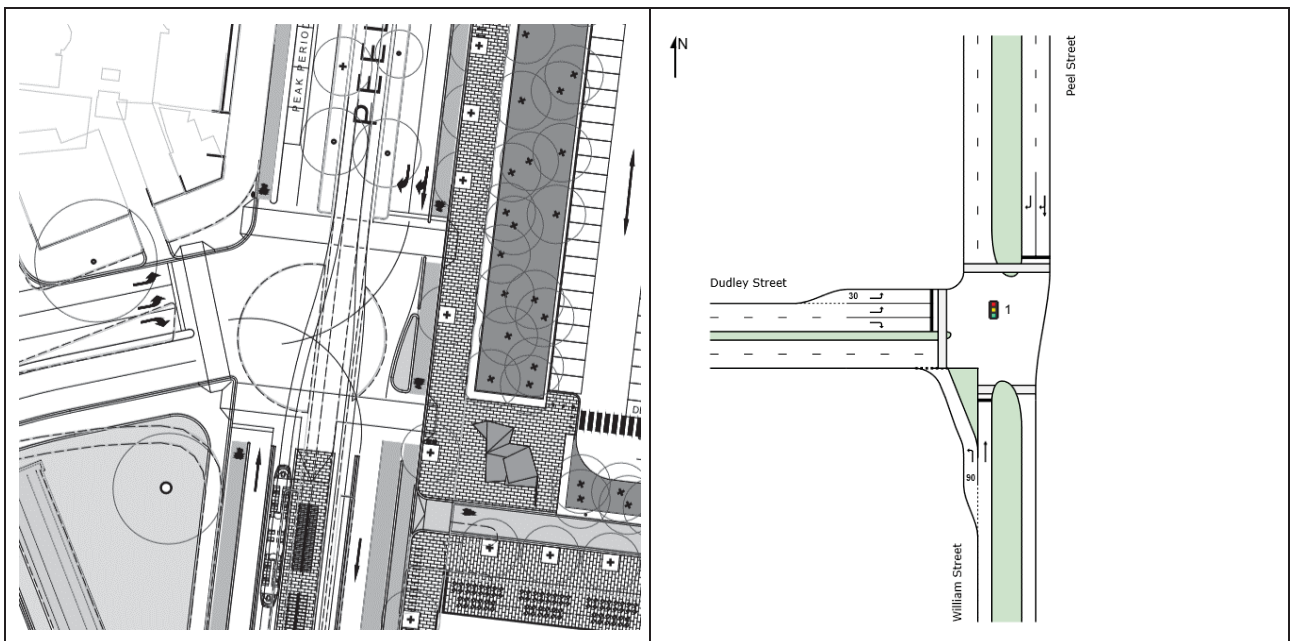 PEAK PERIOD
PEEL
N
Peel Street
Dudley Street
30
1
90
William Street